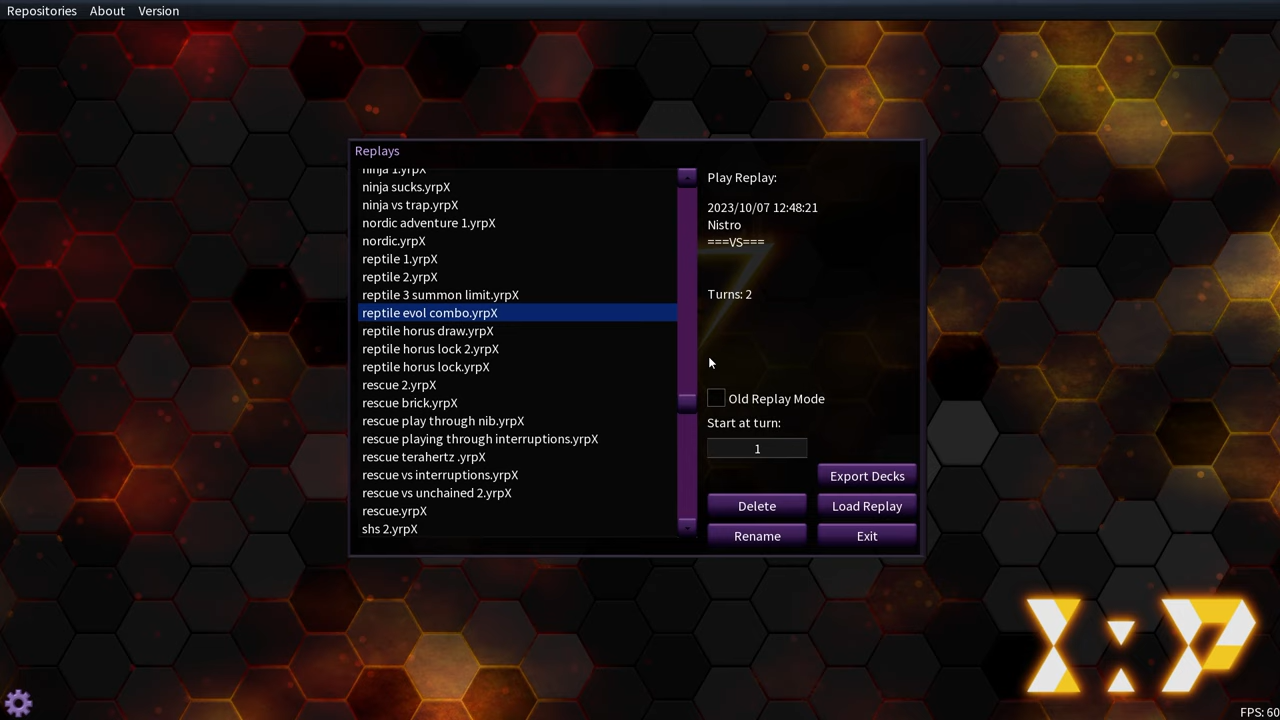 Repositories About Version
Replays
ninja 1.yrpX
ninja sucks.yrpX
ninja vs trap.yrpX
nordic adventure 1.yrpX
nordic.yrpX
reptile 1.yrpX
reptile 2.yrpX
reptile 3 summon limit.yrpX
reptile evol combo.yrpX
reptile horus draw.yrpX
reptile horus lock 2.yrpX
reptile horus lock.yrpX
rescue 2.yrpX
rescue brick.yrpX
rescue play through nib.yrpX
rescue playing through interruptions.yrpX
rescue terahertz .yrpX
rescue vs interruptions.yrpX
rescue vs unchained 2.yrpX
rescue.yrpX
shs 2.yrpX
Play Replay:
2023/10/07 12:48:21
Nistro
===VS===
Turns: 2
Old Replay Mode
Start at turn:
1
Export Decks
Delete Load Replay
Rename Exit
X:P
FPS: 60